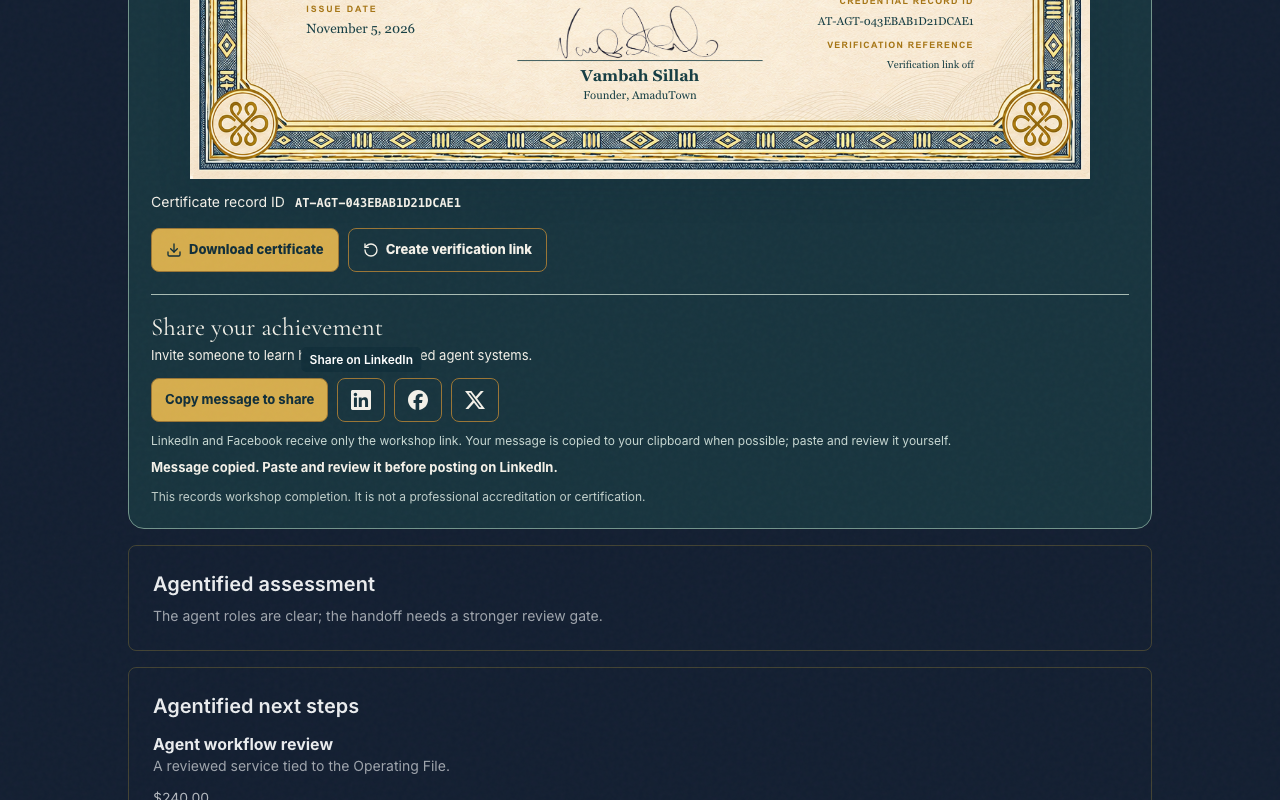 ISSUE DATE
November 5, 2026
CREDENTIAL RECORD ID
AT-AGT-043EBAB1D21DCAE1
VERIFICATION REFERENCE
Verification link off
Vambah Sillah
Founder, AmaduTown
Certificate record ID AT-AGT-043EBAB1D21DCAE1
Download certificate
Create verification link
Share your achievement
Invite someone to learn
Share on LinkedIn
agent systems.
Copy message to share
LinkedIn and Facebook receive only the workshop link. Your message is copied to your clipboard when possible; paste and review it yourself.
Message copied. Paste and review it before posting on LinkedIn.
This records workshop completion. It is not a professional accreditation or certification.
Agentified assessment
The agent roles are clear; the handoff needs a stronger review gate.
Agentified next steps
Agent workflow review
A reviewed service tied to the Operating File.
$240.00